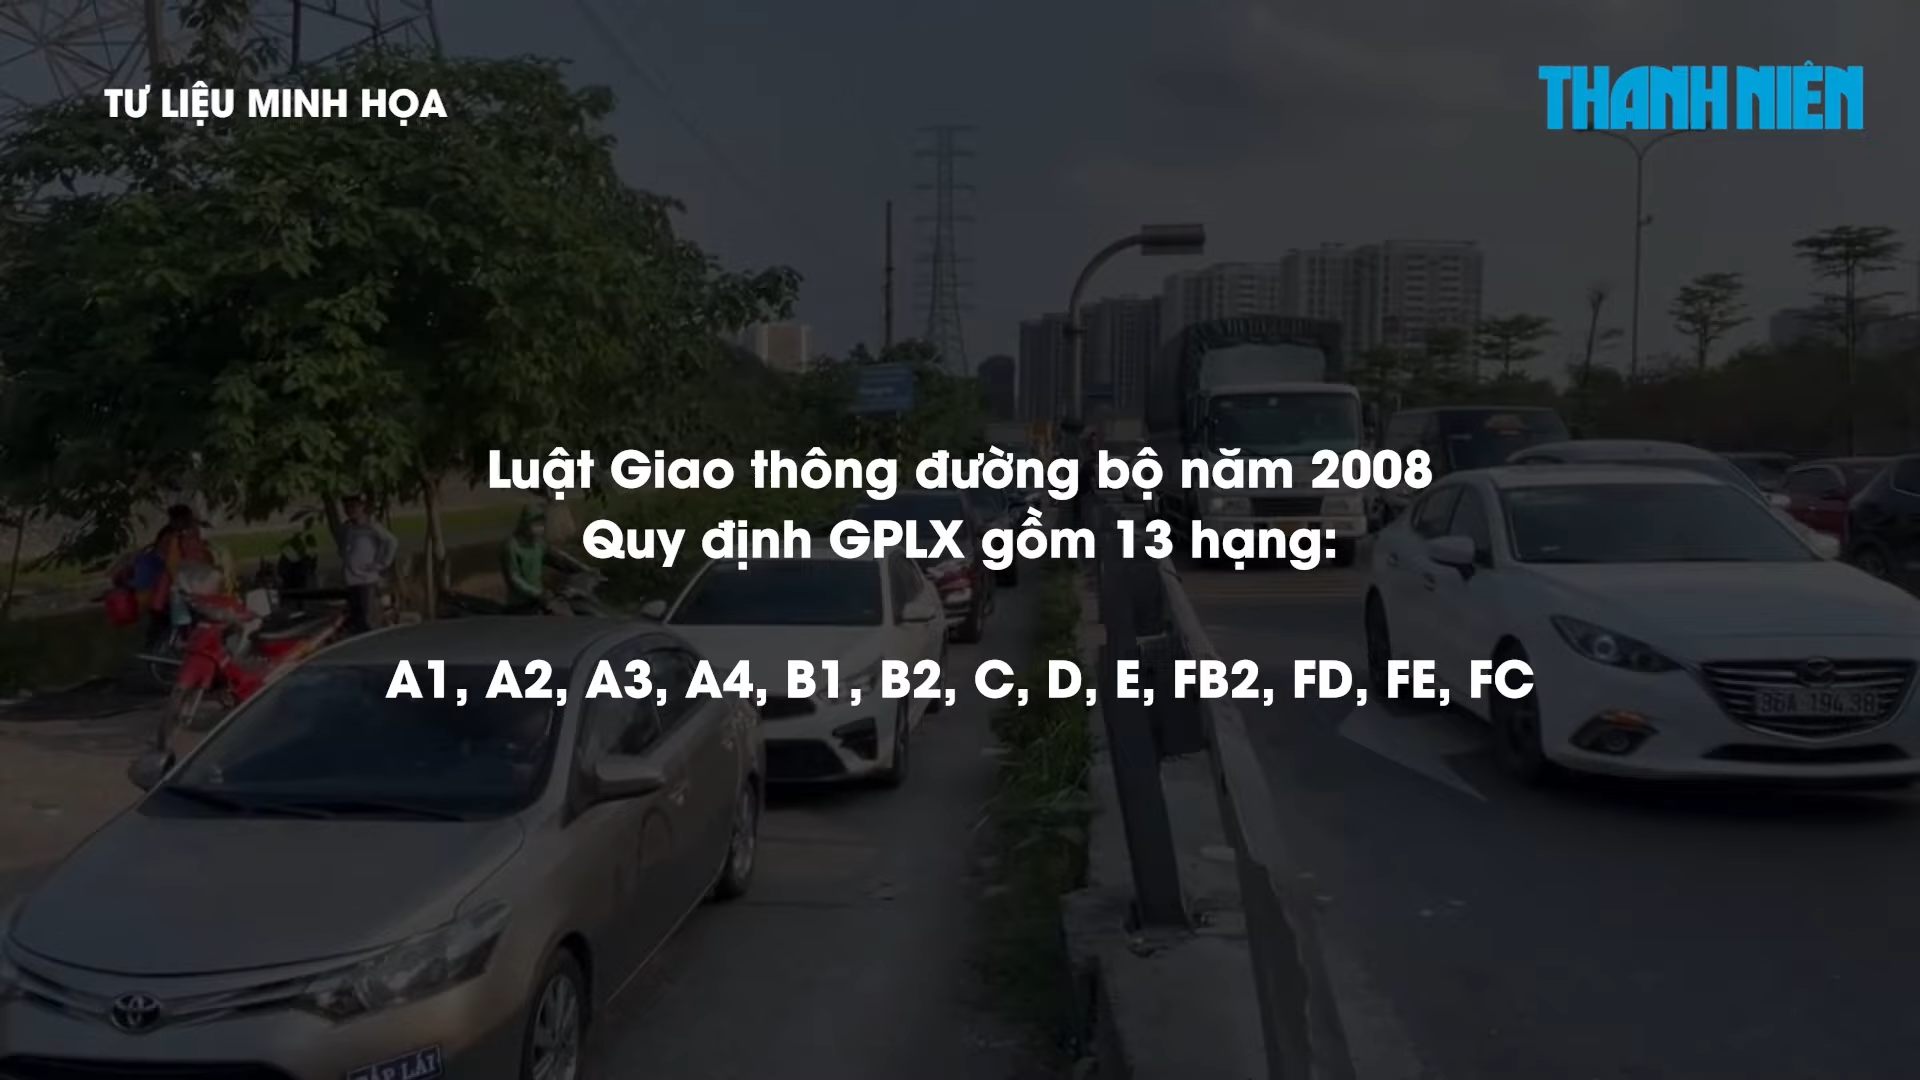 TƯ LIỆU MINH HỌA
THANH NIÊN
Luật Giao thông đường bộ năm 2008
Quy định GPLX gồm 13 hạng:
A1, A2, A3, A4, B1, B2, C, D, E, FB2, FD, FE, FC
LÁI